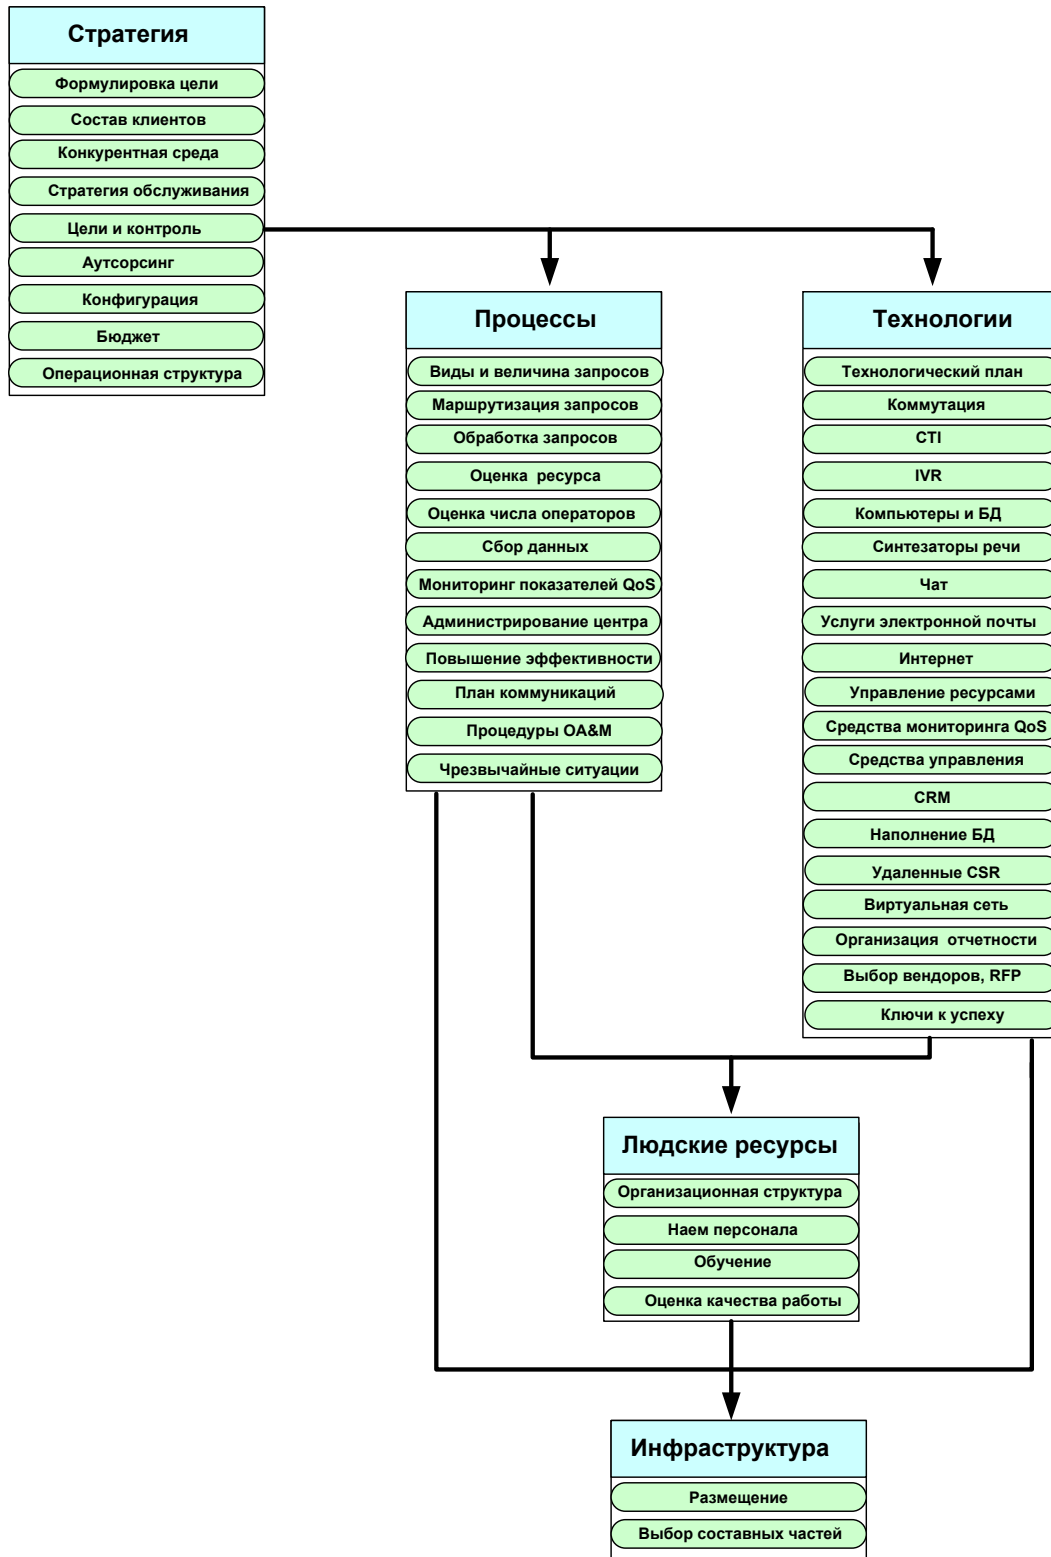 Стратегия
Формулировка цели
Состав клиентов
Конкурентная среда
Стратегия обслуживания
Цели и контроль
Аутсорсинг
Конфигурация
Бюджет
Операционная структура
Процессы
Виды и величина запросов
Маршрутизация запросов
Обработка запросов
Оценка ресурса
Оценка числа операторов
Сбор данных
Мониторинг показателей QoS
Администрирование центра
Повышение эффективности
План коммуникаций
Процедуры OA&M
Чрезвычайные ситуации
Технологии
Технологический план
Коммутация
CTI
IVR
Компьютеры и БД
Синтезаторы речи
Чат
Услуги электронной почты
Интернет
Управление ресурсами
Средства мониторинга QoS
Средства управления
CRM
Наполнение БД
Удаленные CSR
Виртуальная сеть
Организация отчетности
Выбор вендоров, RFP
Ключи к успеху
Людские ресурсы
Организационная структура
Наем персонала
Обучение
Оценка качества работы
Инфраструктура
Размещение
Выбор составных частей